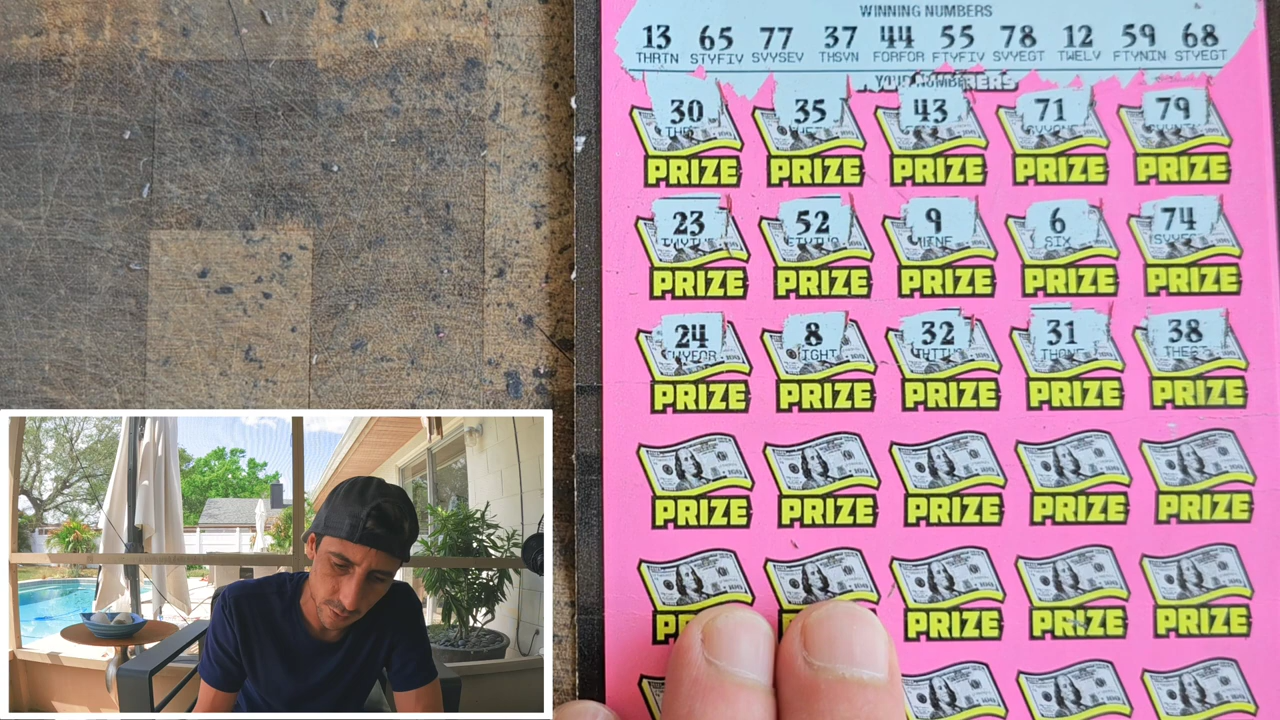 WINNING NUMBERS
13 65 77 37 44 55 78 12 59 68
THRTN STYFIV SVYSEV THSVN FORFOR FTYFIV SVYEGT TWELV FTYNIN STYEGT
YOUR NUMBERS
30 35 43 71 79
PRIZE PRIZE PRIZE PRIZE PRIZE
23 52 9 6 74
SIX
PRIZE PRIZE PRIZE PRIZE PRIZE
24 8 32 31 38
PRIZE PRIZE PRIZE PRIZE PRIZE
PRIZE PRIZE PRIZE PRIZE PRIZE
PRIZE PRIZE PRIZE